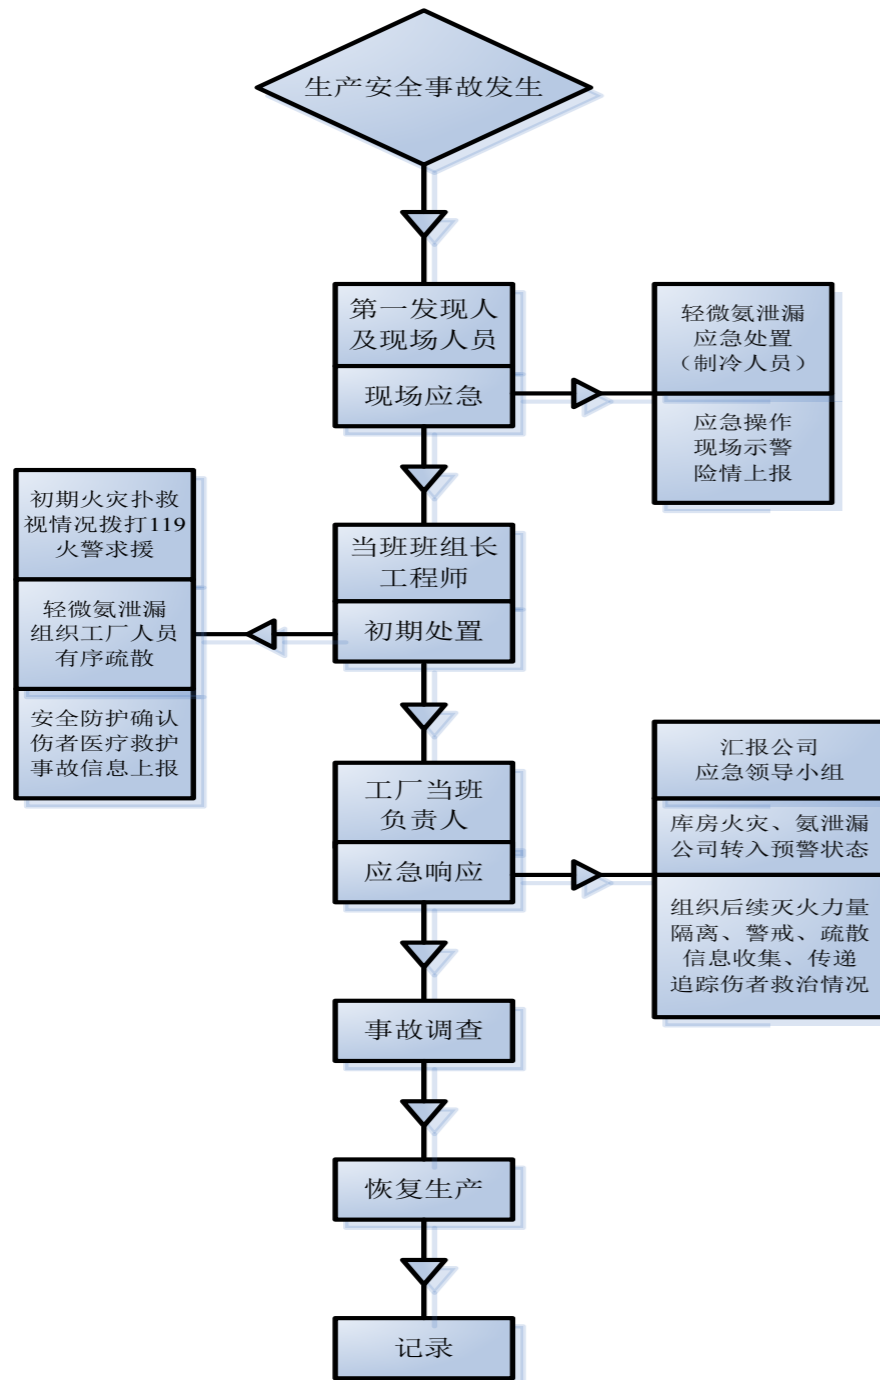 生产安全事故发生
第一发现人
及现场人员
现场应急
轻微氨泄漏
应急处置
（制冷人员）
应急操作
现场示警
险情上报
当班班组长
工程师
初期处置
初期火灾扑救
视情况拨打119
火警求援
轻微氨泄漏
组织工厂人员
有序疏散
安全防护确认
伤者医疗救护
事故信息上报
工厂当班
负责人
应急响应
汇报公司
应急领导小组
库房火灾、氨泄漏
公司转入预警状态
组织后续灭火力量
隔离、警戒、疏散
信息收集、传递
追踪伤者救治情况
事故调查
恢复生产
记录